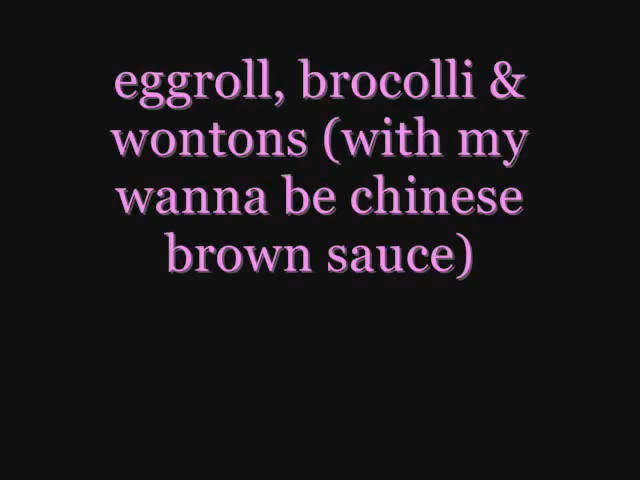 eggroll, brocolli &
wontons (with my
wanna be chinese
brown sauce)